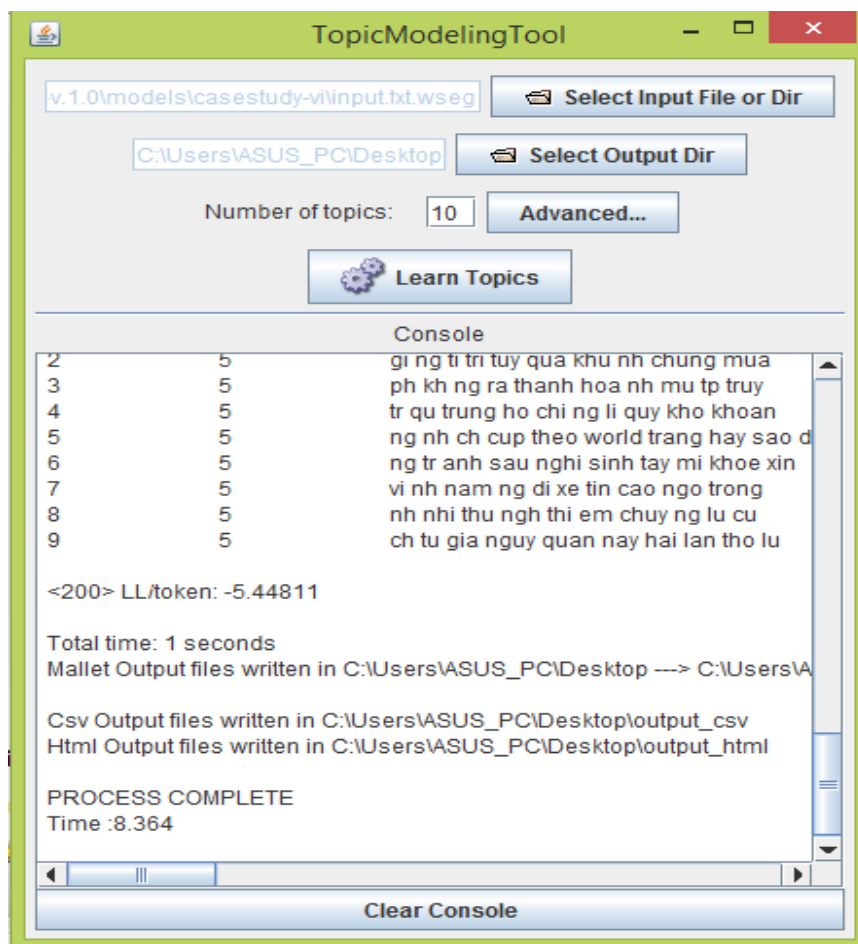 TopicModelingTool
v.1.0\models\casestudy-vi\input.txt.wseg Select Input File or Dir
C:\Users\ASUS_PC\Desktop Select Output Dir
Number of topics: 10 Advanced...
Learn Topics
Console
2 5 gi ng ti tri tuy qua khu nh chung mua
3 5 ph kh ng ra thanh hoa nh mu tp truy
4 5 tr qu trung ho chi ng li quy kho khoan
5 5 ng nh ch cup theo world trang hay sao d
6 5 ng tr anh sau nghi sinh tay mi khoe xin
7 5 vi nh nam ng di xe tin cao ngo trong
8 5 nh nhi thu ngh thi em chuy ng lu cu
9 5 ch tu gia nguy quan nay hai lan tho lu
<200> LL/token: -5.44811
Total time: 1 seconds
Mallet Output files written in C:\Users\ASUS_PC\Desktop ---> C:\Users\A
Csv Output files written in C:\Users\ASUS_PC\Desktop\output_csv
Html Output files written in C:\Users\ASUS_PC\Desktop\output_html
PROCESS COMPLETE
Time :8.364
Clear Console